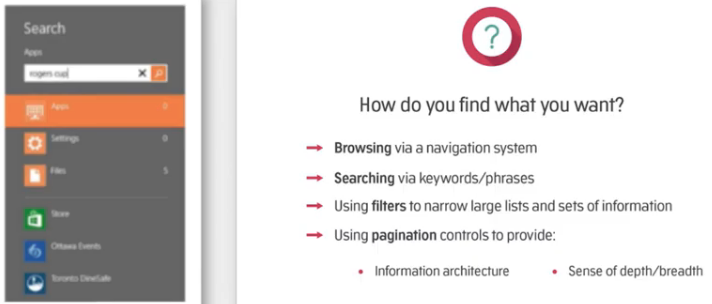 Search
Apps
rogers cup
Apps 0
Settings 0
Files 5
Store
Ottawa Events
Toronto DineSafe
?
How do you find what you want?
Browsing via a navigation system
Searching via keywords/phrases
Using filters to narrow large lists and sets of information
Using pagination controls to provide:
• Information architecture • Sense of depth/breadth